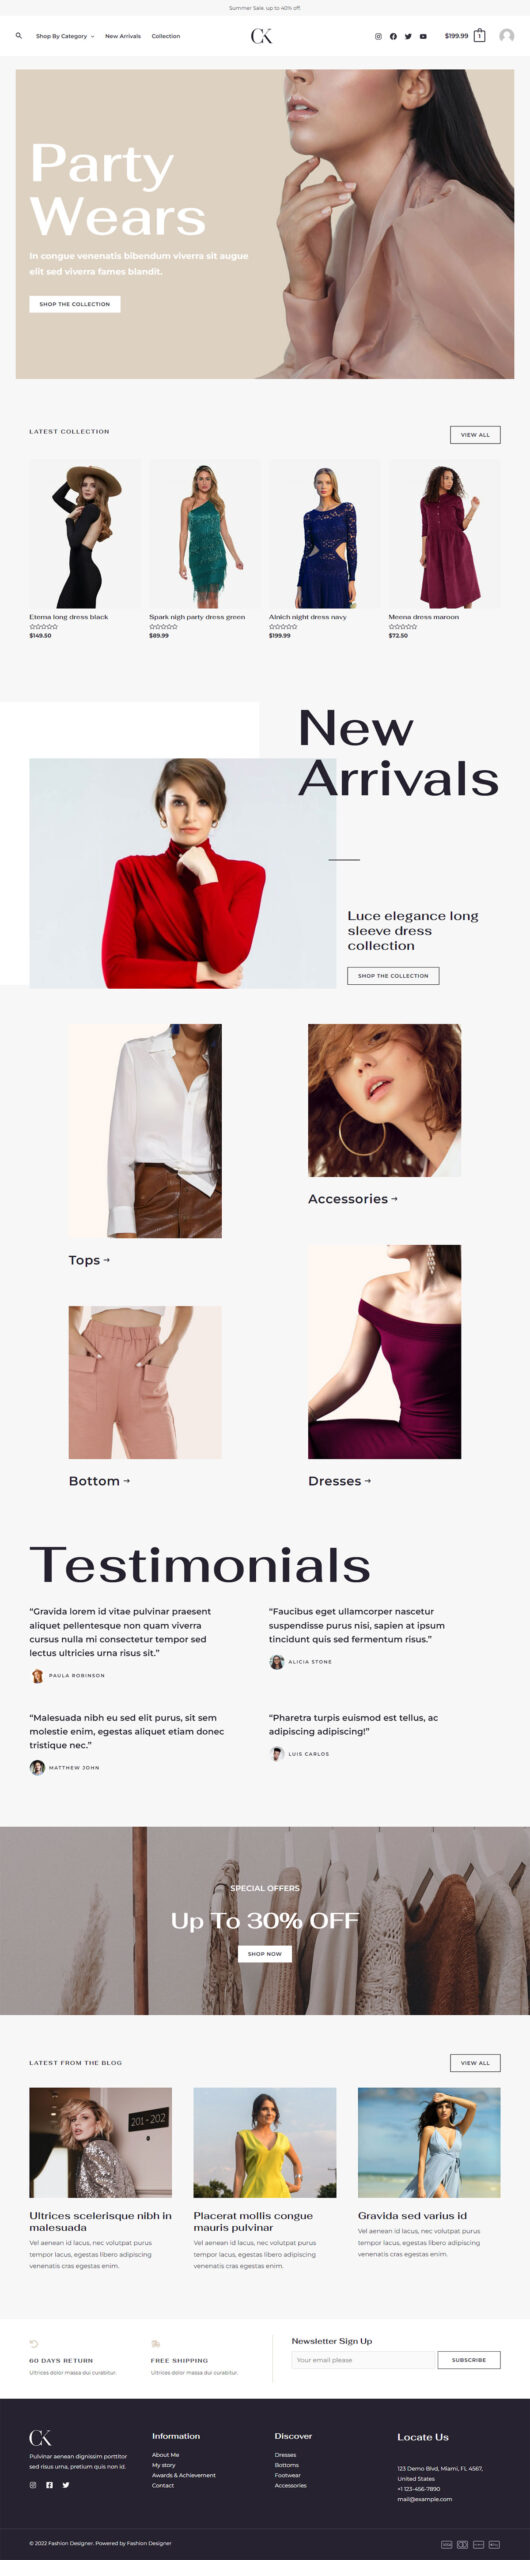 Summer Sale. up to 40% off.
Shop By Category
New Arrivals
Collection
CK
$199.99
1
Party
Wears
In congue venenatis bibendum viverra sit augue
elit sed viverra fames blandit.
SHOP THE COLLECTION
LATEST COLLECTION
VIEW ALL
Eterna long dress black
$149.50
Spark nigh party dress green
$69.99
Alnich night dress navy
$199.99
Meena dress maroon
$72.50
New
Arrivals
Luce elegance long
sleeve dress
collection
SHOP THE COLLECTION
Tops
Accessories
Bottom
Dresses
Testimonials
“Gravida lorem id vitae pulvinar praesent
aliquet pellentesque non quam viverra
cursus nulla mi consectetur tempor sed
lectus ultricies urna risus sit.”
PAULA ROBINSON
“Faucibus eget ullamcorper nascetur
suspendisse purus nisi, sapien at ipsum
tincidunt quis sed fermentum risus.”
ALICIA STONE
“Malesuada nibh eu sed elit purus, sit sem
molestie enim, egestas aliquet etiam donec
tristique nec.”
MATTHEW JOHN
“Pharetra turpis euismod est tellus, ac
adipiscing adipiscing!”
LUIS CARLOS
SPECIAL OFFERS
Up To 30% OFF
SHOP NOW
LATEST FROM THE BLOG
VIEW ALL
201-202
Ultrices scelerisque nibh in
malesuada
Vel aenean id lacus, nec volutpat purus
tempor lacus, egestas libero adipiscing
venenatis cras egestas enim.
Placerat mollis congue
mauris pulvinar
Vel aenean id lacus, nec volutpat purus
tempor lacus, egestas libero adipiscing
venenatis cras egestas enim.
Gravida sed varius id
Vel aenean id lacus, nec volutpat purus
tempor lacus, egestas libero adipiscing
venenatis cras egestas enim.
60 DAYS RETURN
Ultrices dolor massa dui curabitur.
FREE SHIPPING
Ultrices dolor massa dui curabitur.
Newsletter Sign Up
Your email please
SUBSCRIBE
CK
Pulvinar aenean dignissim porttitor
sed risus urna, pretium quis non id.
Information
About Me
My story
Awards & Achievement
Contact
Discover
Dresses
Bottoms
Footwear
Accessories
Locate Us
123 Demo Blvd, Miami, FL 4567,
United States
+1 123-456-7890
mail@example.com
© 2022 Fashion Designer. Powered by Fashion Designer